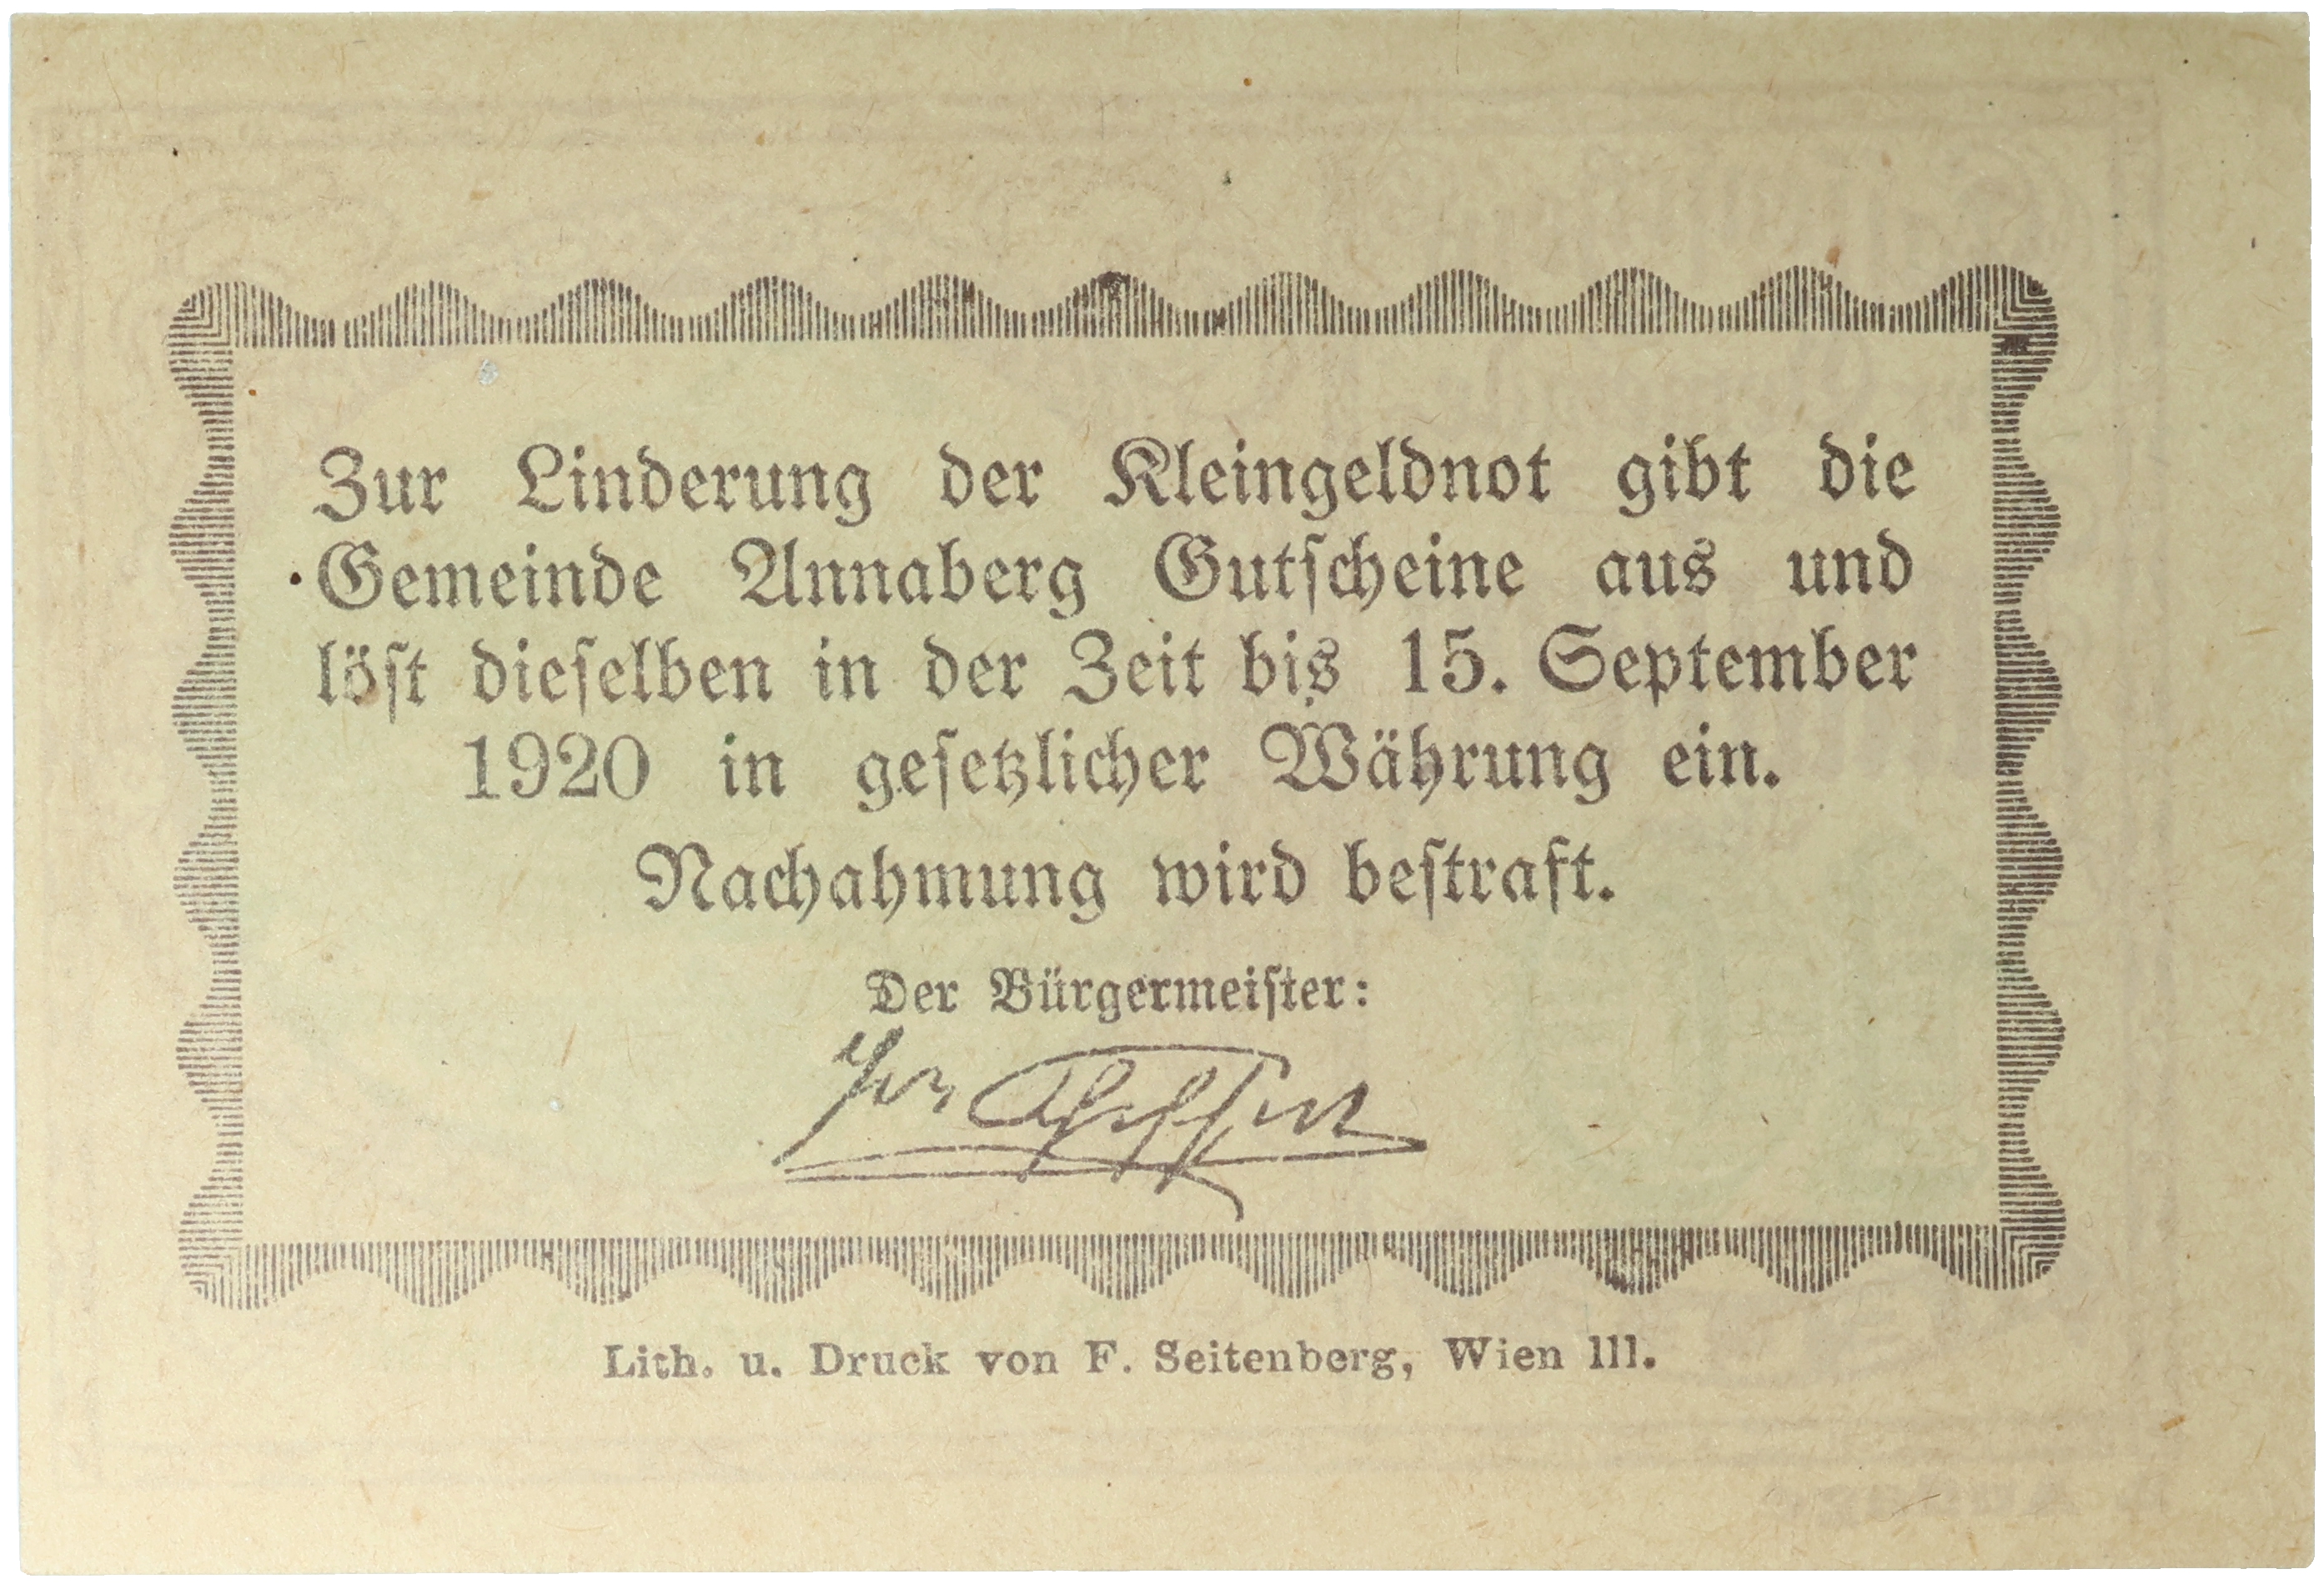 Zur Linderung der Kleingeldnot gibt die
Gemeinde Annaberg Gutſcheine aus und
löſt dieſelben in der Zeit bis 15. September
1920 in geſetzlicher Währung ein.
Nachahmung wird beſtraft.
Der Bürgermeiſter:
Lith. u. Druck von F. Seitenberg, Wien III.